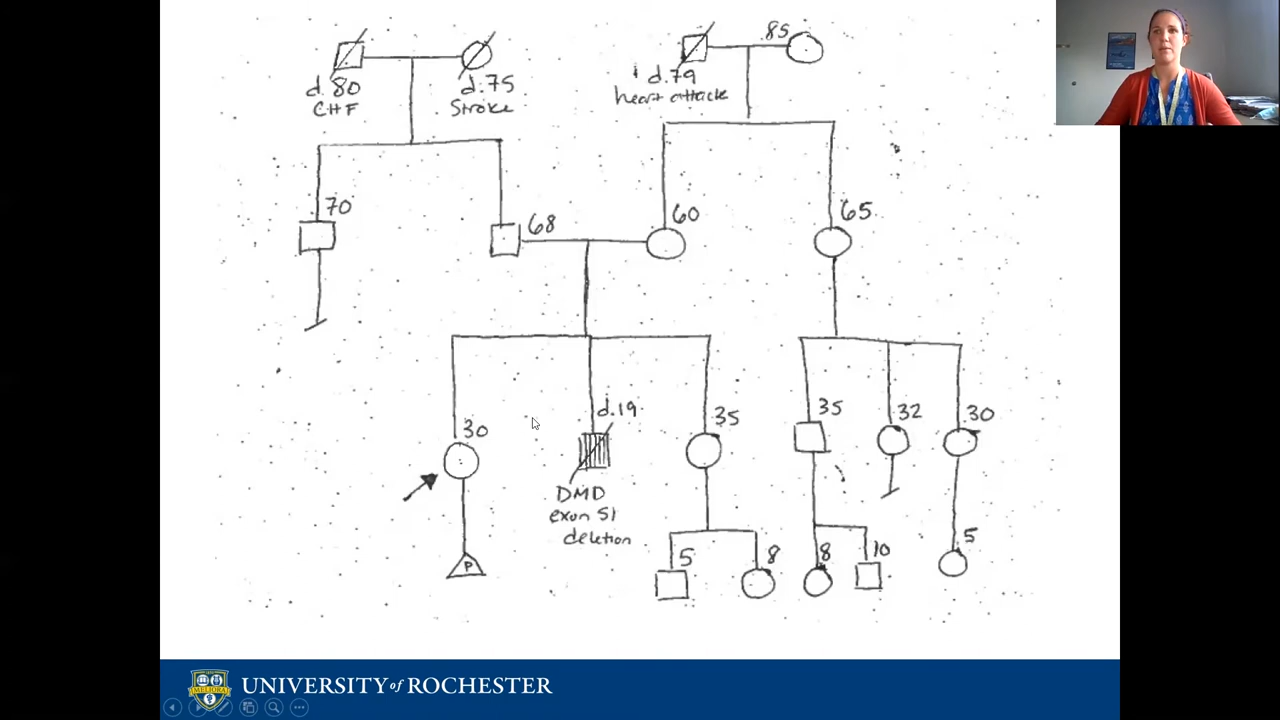 85
d. 80
CHF
d. 75
Stroke
d. 79
heart attack
70
68
60
65
30
d. 19
35
35
32
30
DMD
exon 51
deletion
P
5
8
8
10
5
MELIORA
UNIVERSITY of ROCHESTER